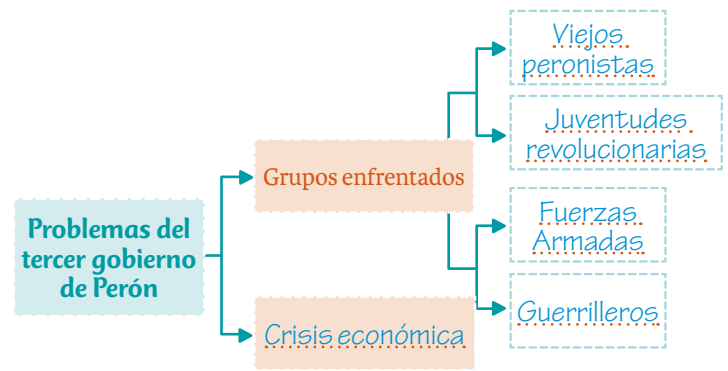 Problemas del
tercer gobierno
de Perón
Grupos enfrentados
Viejos
peronistas
Juventudes
revolucionarias
Fuerzas
Armadas
Guerrilleros
Crisis económica